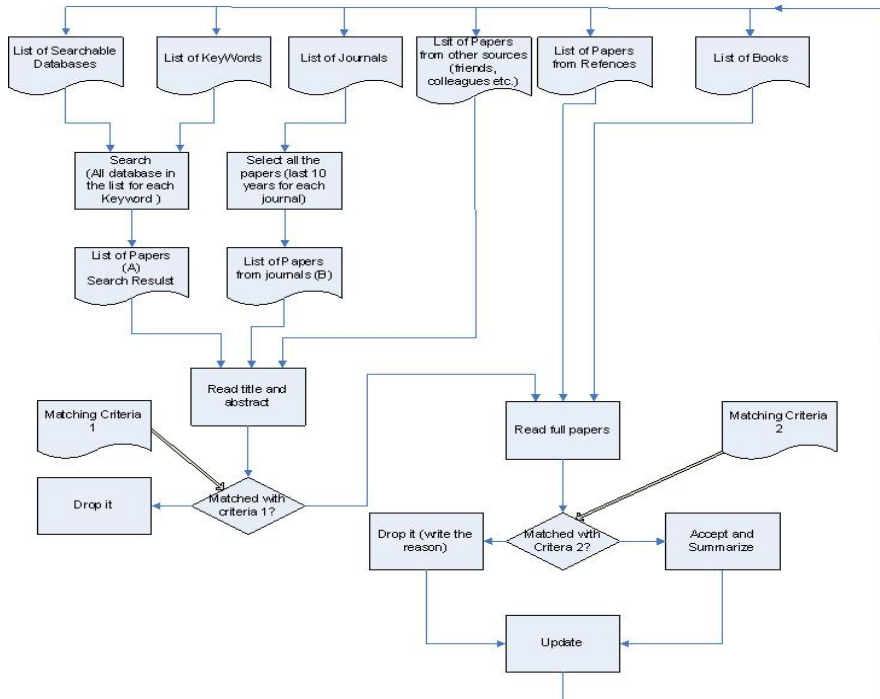 List of Searchable
Databases
List of KeyWords
List of Journals
Lsit of Papers
from other sources
(friends,
colleagues etc.)
List of Papers
from Refences
List of Books
Search
(All database in
the list for each
Keyword )
Select all the
papers (last 10
years for each
journal)
List of Papers
(A)
Search Resulst
List of Papers
from journals (B)
Read title and
abstract
Matching Criteria
1
Read full papers
Matching Criteria
2
Drop it
Matched with
criteria 1?
Drop it (write the
reason)
Matched with
Critera 2?
Accept and
Summarize
Update